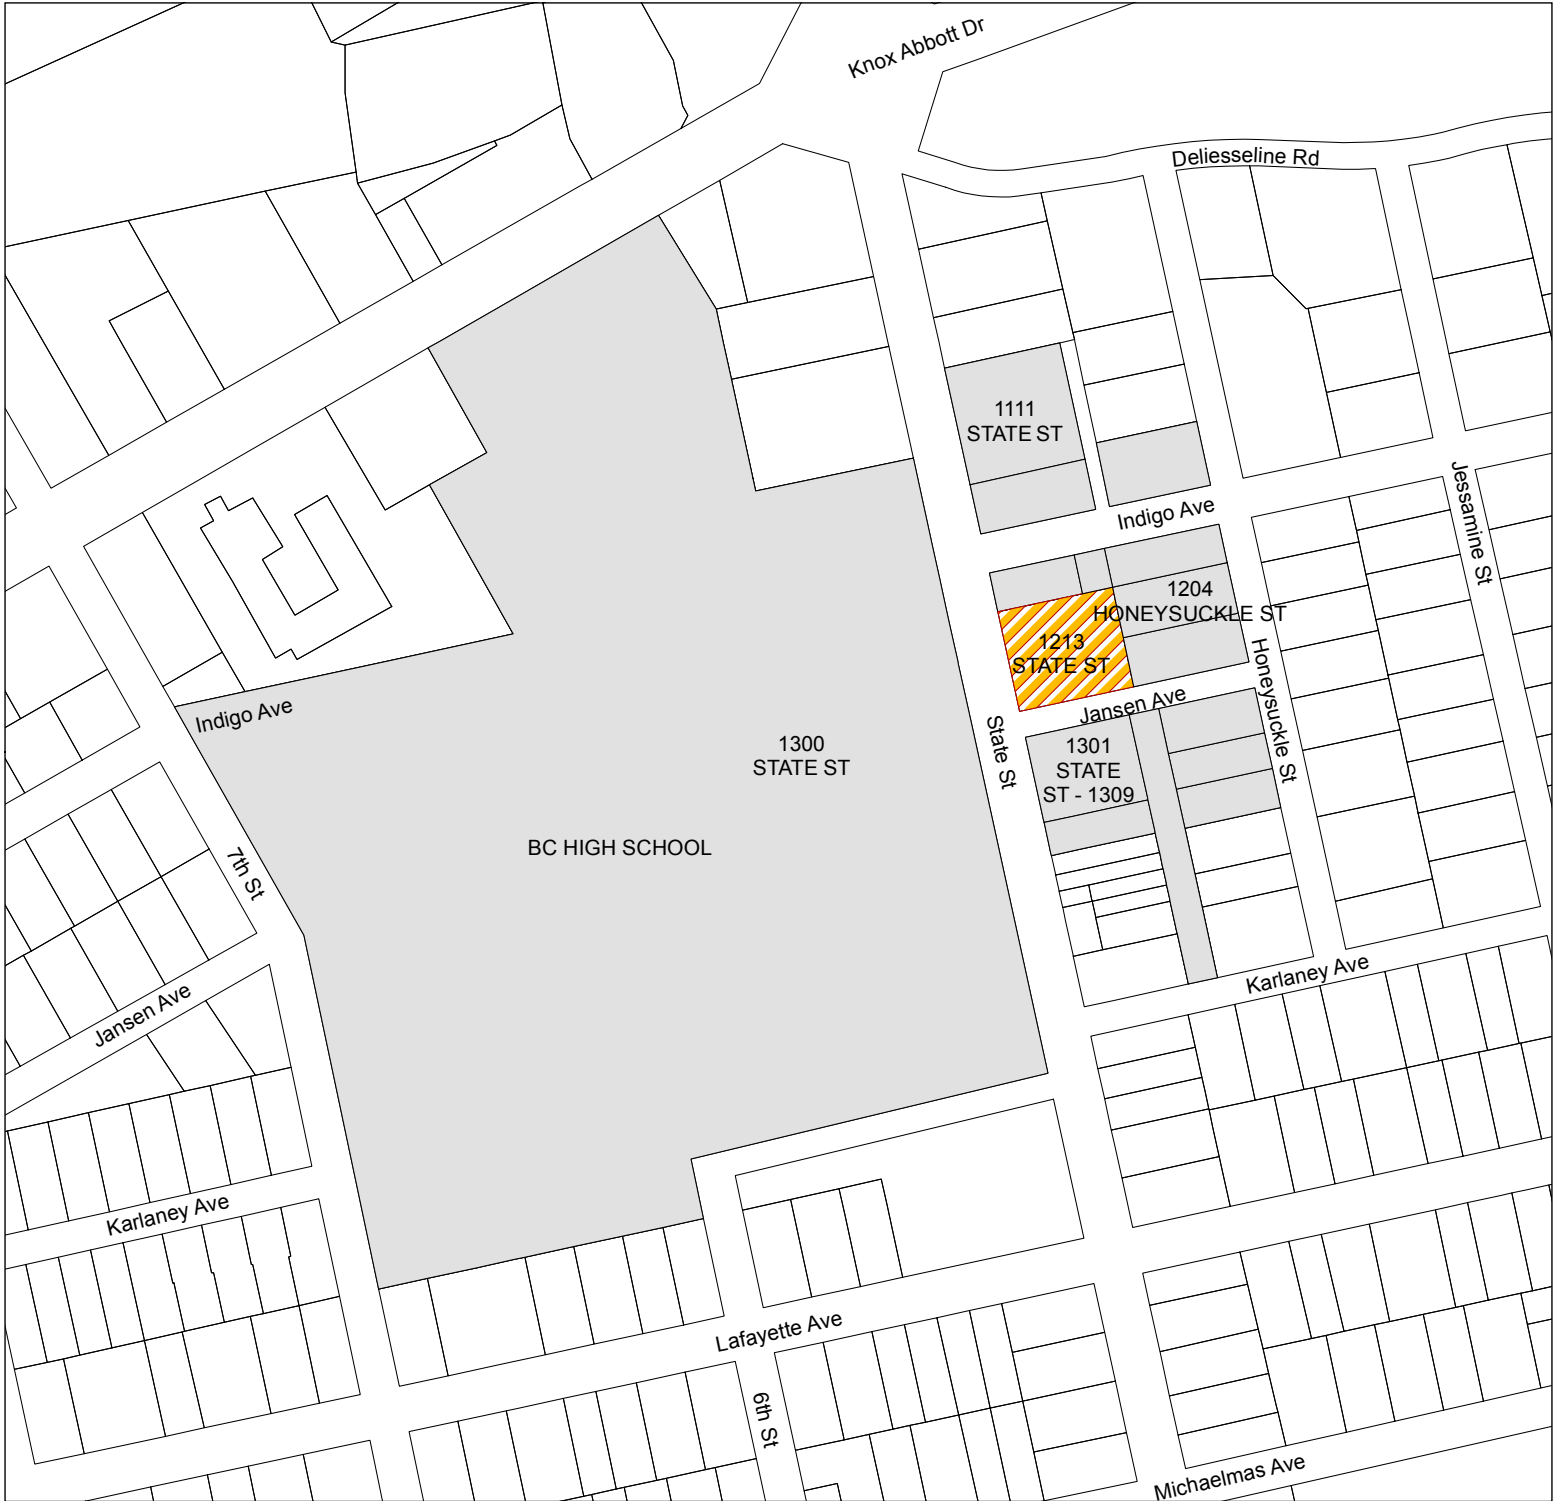 Knox Abbott Dr
Deliesseline Rd
1111
STATE ST
Jessamine St
Indigo Ave
1204
HONEYSUCKLE ST
1213
STATE ST
Honeysuckle St
Jansen Ave
Indigo Ave
State St
1300
STATE ST
1301
STATE
ST - 1309
BC HIGH SCHOOL
7th St
Karlaney Ave
Jansen Ave
Karlaney Ave
Lafayette Ave
6th St
Michaelmas Ave